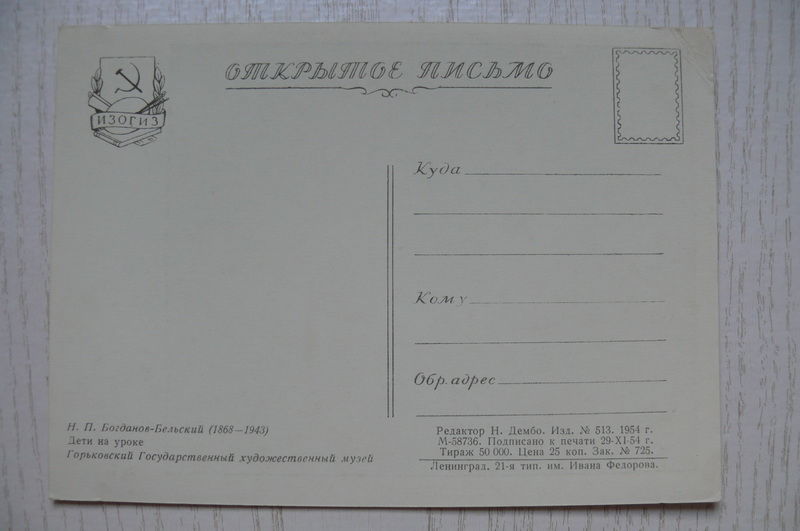 ОТКРЫТОЕ ПИСЬМО
ИЗОГИЗ
Куда
Кому
Обр. адрес
Н. П. Богданов-Бельский (1868—1943)
Дети на уроке
Горьковский Государственный художественный музей
Редактор Н. Дембо. Изд. № 513. 1954 г.
М-58736. Подписано к печати 29-XI-54 г.
Тираж 50 000. Цена 25 коп. Зак. № 725.
Ленинград. 21-я тип. им. Ивана Федорова.